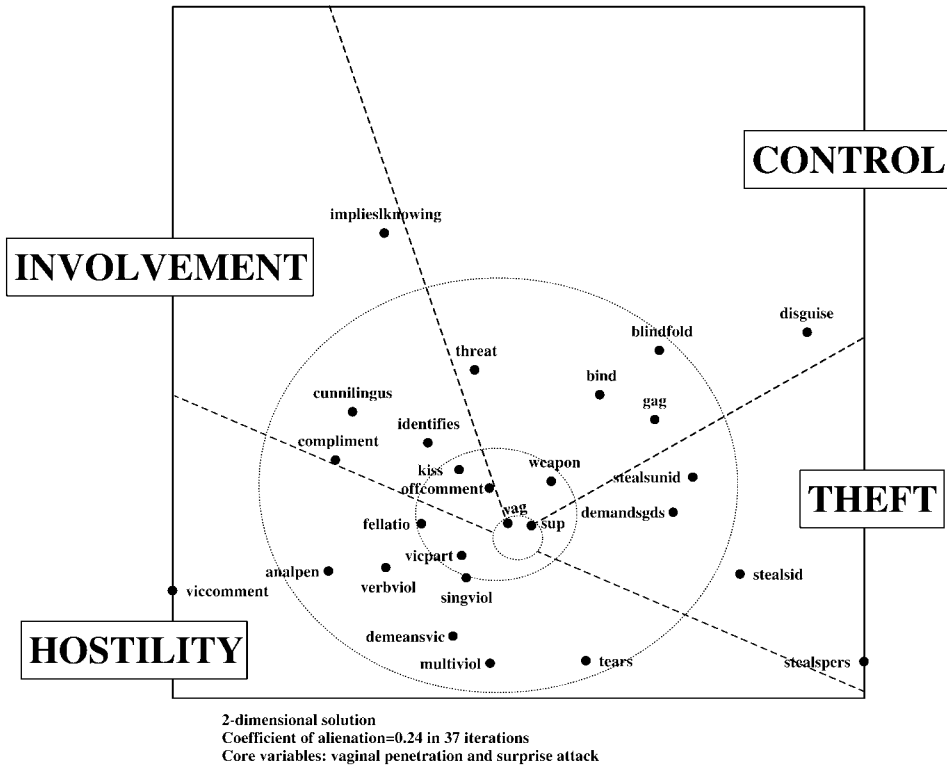 CONTROL
implieslknowing
INVOLVEMENT
disguise
blindfold
threat
bind
cunnilingus
gag
identifies
compliment
kiss
weapon
stealsunid
offcomment
THEFT
vag
demandsgds
fellatio
sup
vicpart
analpen
verbviol
stealsid
viccomment
singviol
HOSTILITY
demeansvic
multiviol
tears
stealspers
2-dimensional solution
Coefficient of alienation=0.24 in 37 iterations
Core variables: vaginal penetration and surprise attack